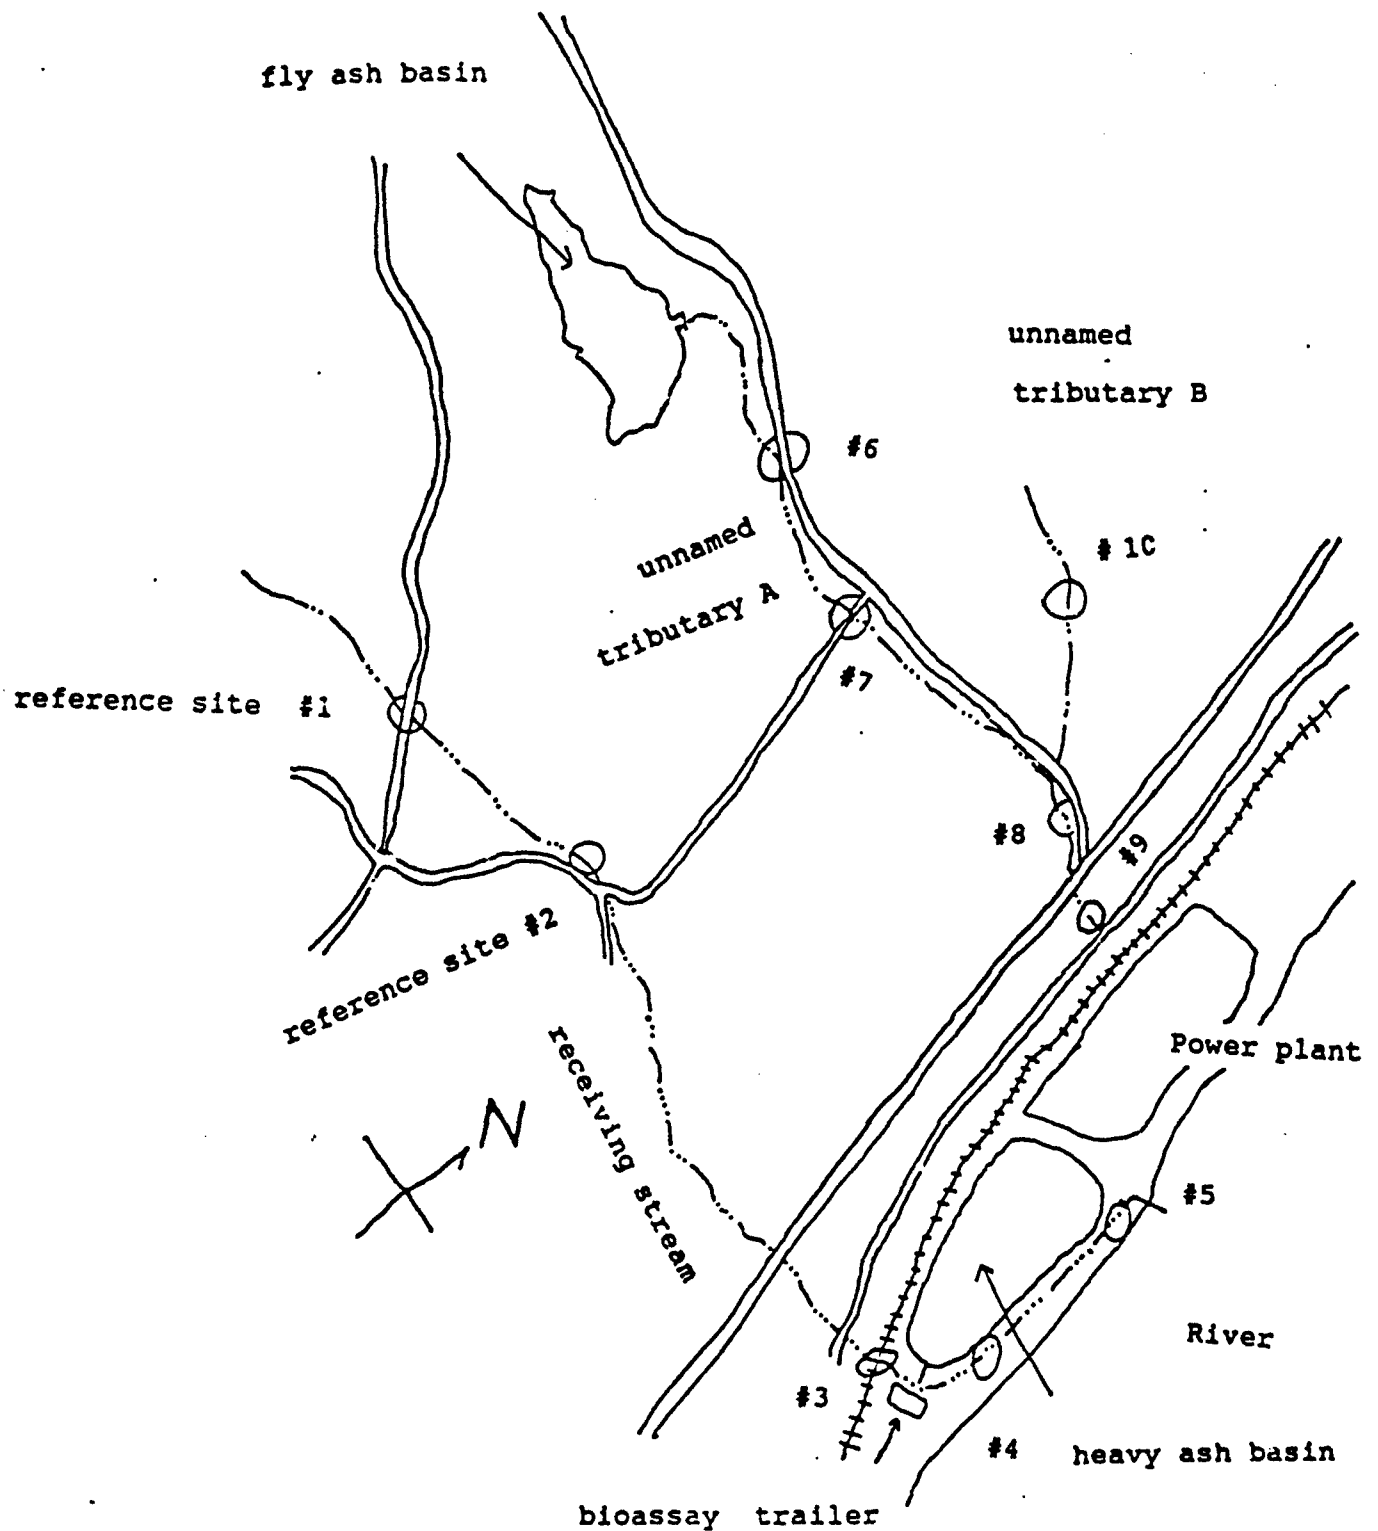 fly ash basin
unnamed
tributary B
#6
# 1C
unnamed
tributary A
#7
reference site #1
#8
#9
reference site #2
receiving stream
Power plant
N
#5
River
#3
#4
heavy ash basin
bioassay trailer